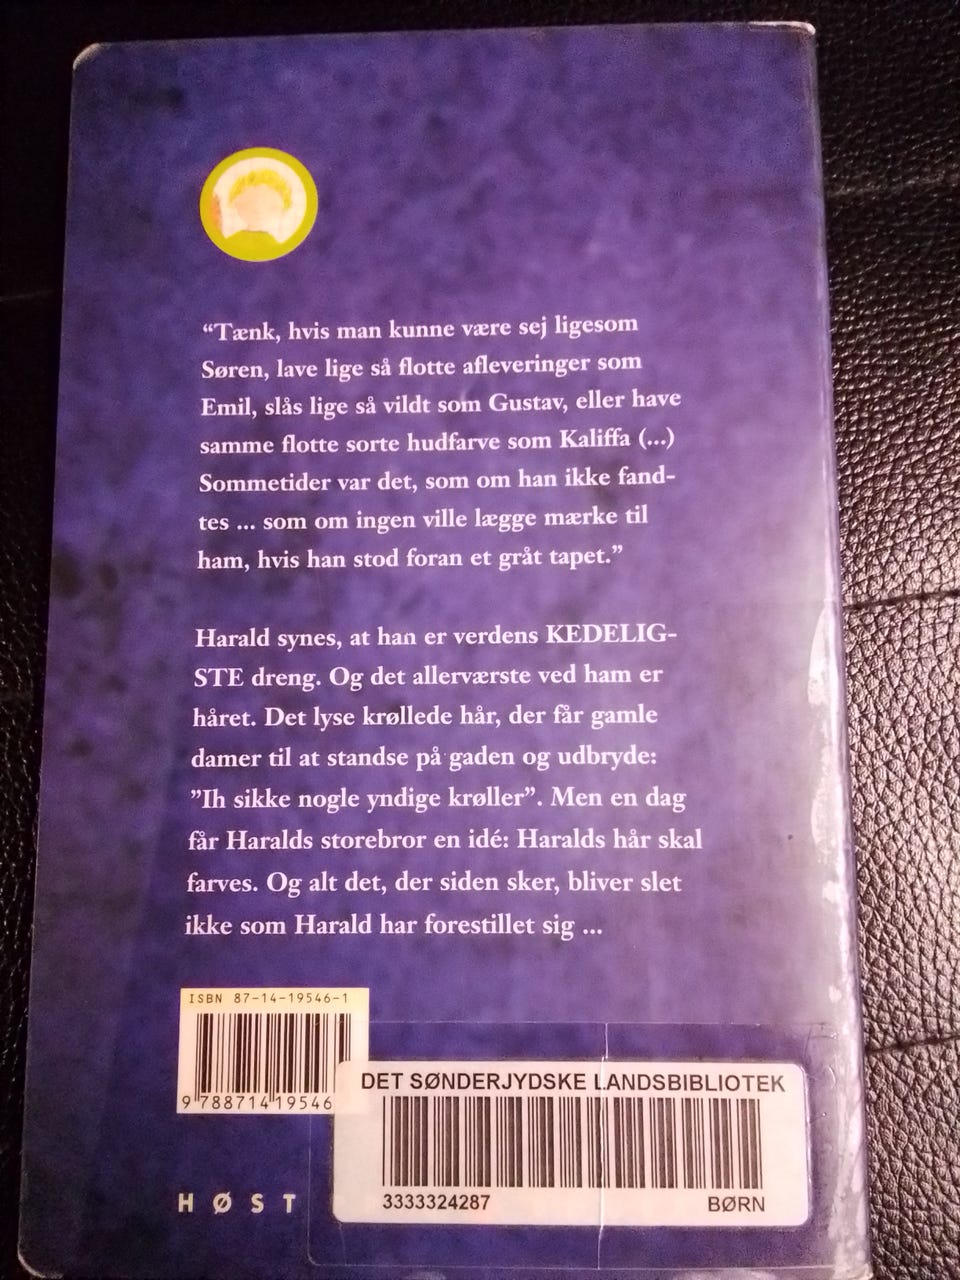 “Tænk, hvis man kunne være sej ligesom
Søren, lave lige så flotte afleveringer som
Emil, slås lige så vildt som Gustav, eller have
samme flotte sorte hudfarve som Kaliffa (...)
Sommetider var det, som om han ikke fand-
tes ... som om ingen ville lægge mærke til
ham, hvis han stod foran et gråt tapet.”
Harald synes, at han er verdens KEDELIG-
STE dreng. Og det allerværste ved ham er
håret. Det lyse krøllede hår, der får gamle
damer til at standse på gaden og udbryde:
”Ih sikke nogle yndige krøller”. Men en dag
får Haralds storebror en idé: Haralds hår skal
farves. Og alt det, der siden sker, bliver slet
ikke som Harald har forestillet sig ...
ISBN 87-14-19546-1
9 788714 19546
DET SØNDERJYDSKE LANDSBIBLIOTEK
3333324287 BØRN
HØST